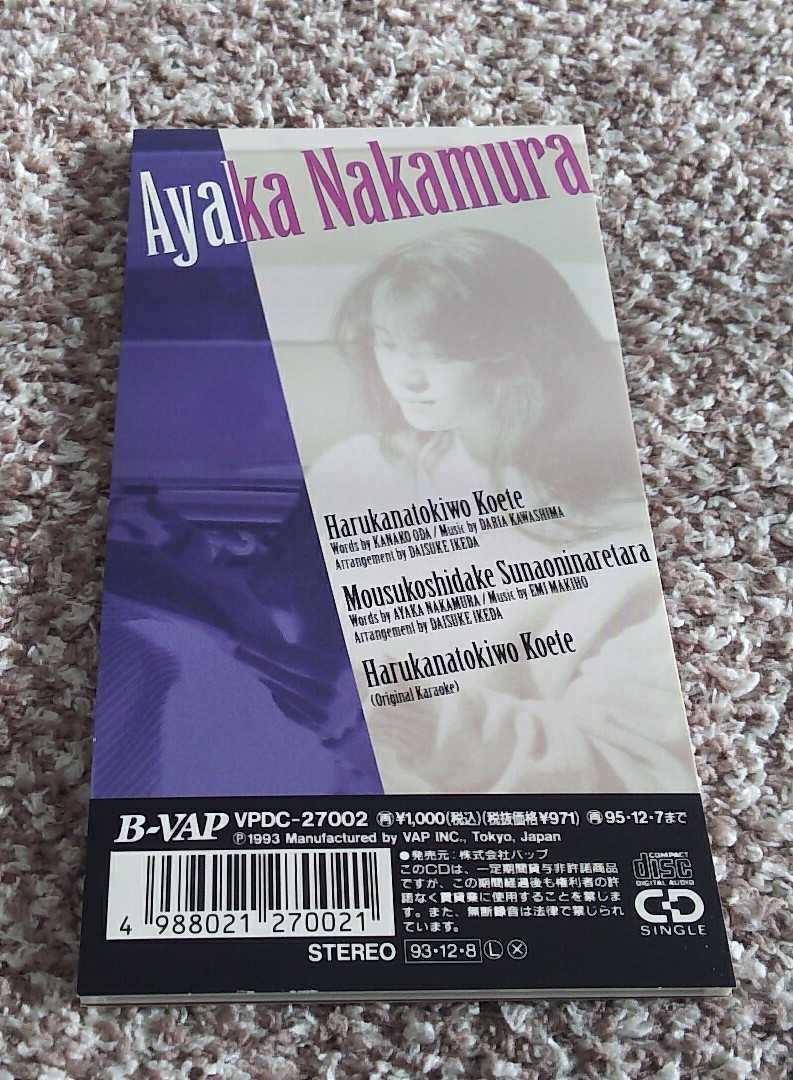 Ayaka Nakamura
Harukanatokiwo Koete
Words by KANAKO ODA / Music by DARIA KAWASHIMA
Arrangement by DAISUKE IKEDA
Mousukoshidake Sunaoninaretara
Words by AYAKA NAKAMURA / Music by EMI MAKIHO
Arrangement by DAISUKE IKEDA
Harukanatokiwo Koete
(Original Karaoke)
B-VAP VPDC-27002 再¥1,000(税込)(税抜価格¥971) 再95・12・7まで
Ⓟ1993 Manufactured by VAP INC., Tokyo, Japan
●発売元:株式会社バップ
このCDは、一定期間貸与非許諾商品
ですが、この期間経過後も権利者の許
諾なく賃貸業に使用することを禁じま
す。また、無断録音は法律で禁じられ
ています。
COMPACT
disc
DIGITAL AUDIO
CD
SINGLE
4 988021 270021
STEREO 93・12・8 Ⓛ Ⓧ